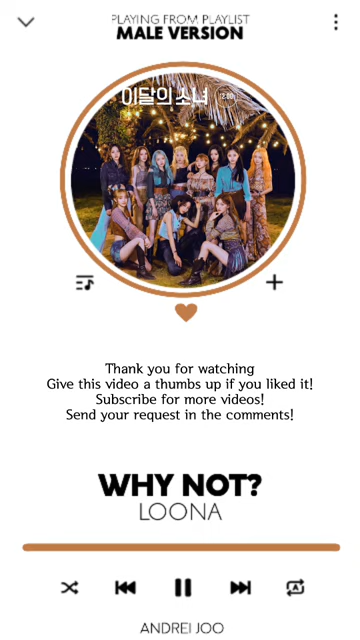 PLAYING FROM PLAYLIST
MALE VERSION
이달의 소녀
[12:00]
Thank you for watching
Give this video a thumbs up if you liked it!
Subscribe for more videos!
Send your request in the comments!
WHY NOT?
LOONA
ANDREI JOO